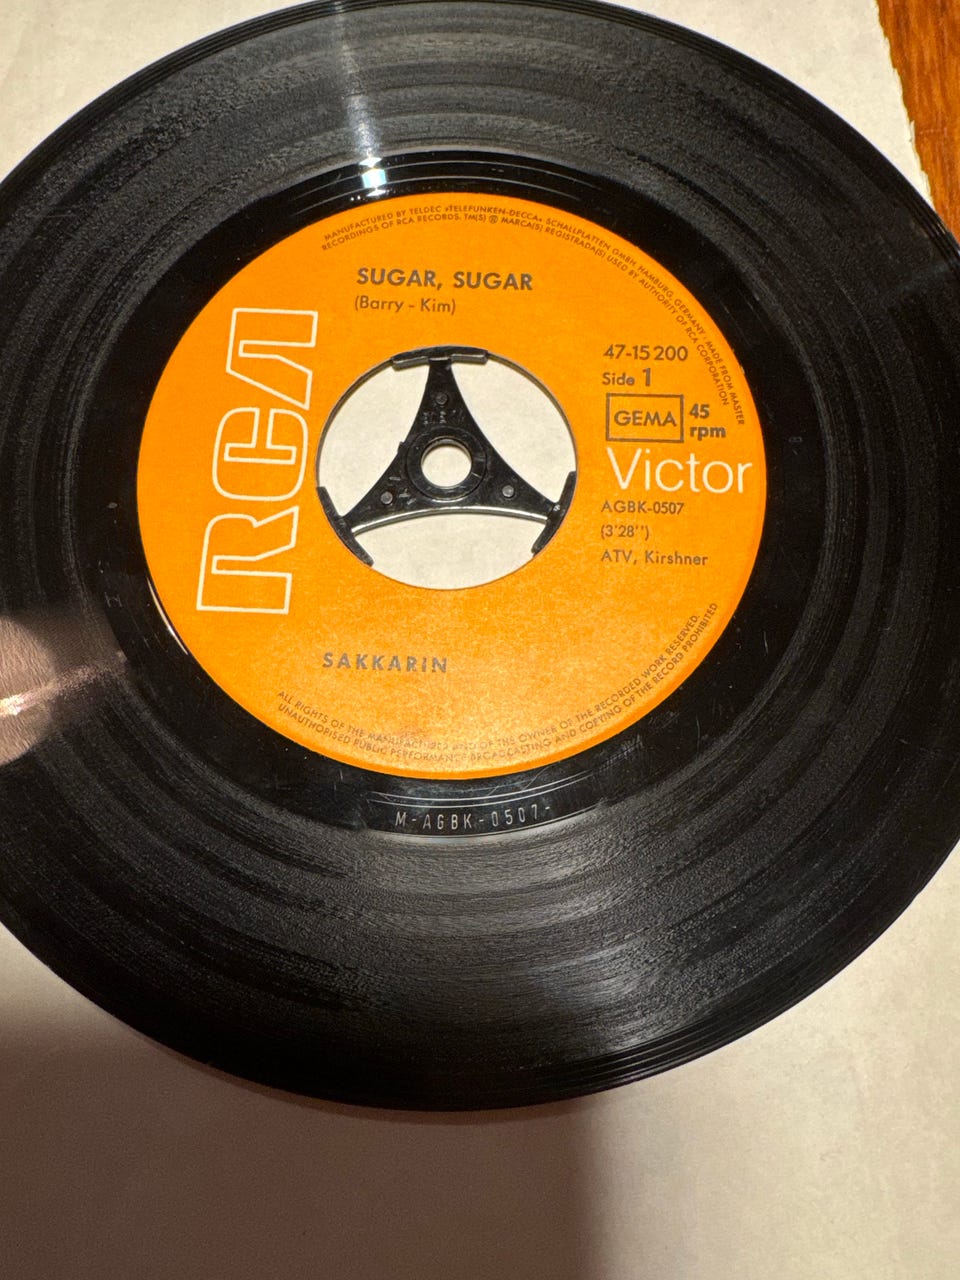 MANUFACTURED BY TELDEC »TELEFUNKEN-DECCA« SCHALLPLATTEN GMBH, HAMBURG, GERMANY · MADE FROM MASTER
RECORDINGS OF RCA RECORDS. TM(S) ® MARCA(S) REGISTRADA(S) USED BY AUTHORITY OF RCA CORPORATION
SUGAR, SUGAR
(Barry - Kim)
RCA
47-15 200
Side 1
GEMA
45
rpm
Victor
AGBK-0507
(3'28'')
ATV, Kirshner
SAKKARIN
ALL RIGHTS OF THE MANUFACTURER AND OF THE OWNER OF THE RECORDED WORK RESERVED.
UNAUTHORISED PUBLIC PERFORMANCE BROADCASTING AND COPYING OF THE RECORD PROHIBITED
M-AGBK-0507-